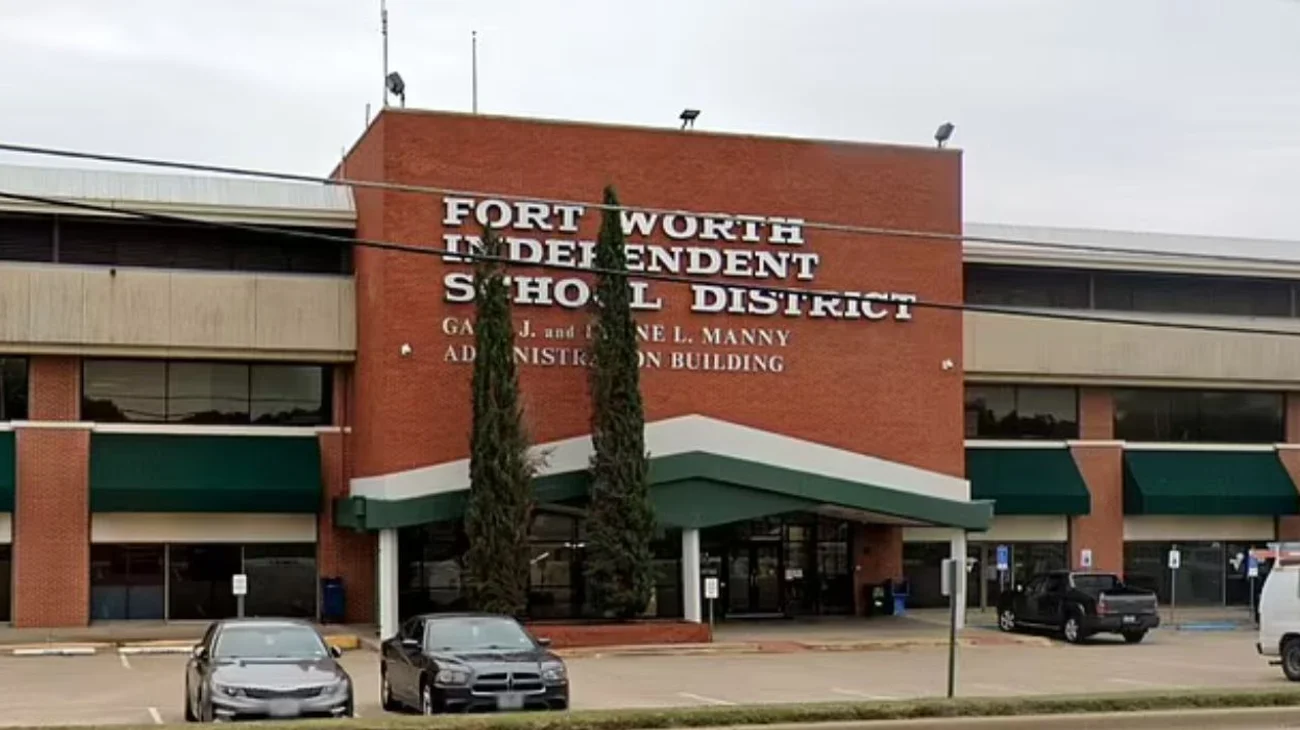 FORT WORTH
INDEPENDENT
SCHOOL DISTRICT
J. and L. MANNY
ADMINISTRATION BUILDING